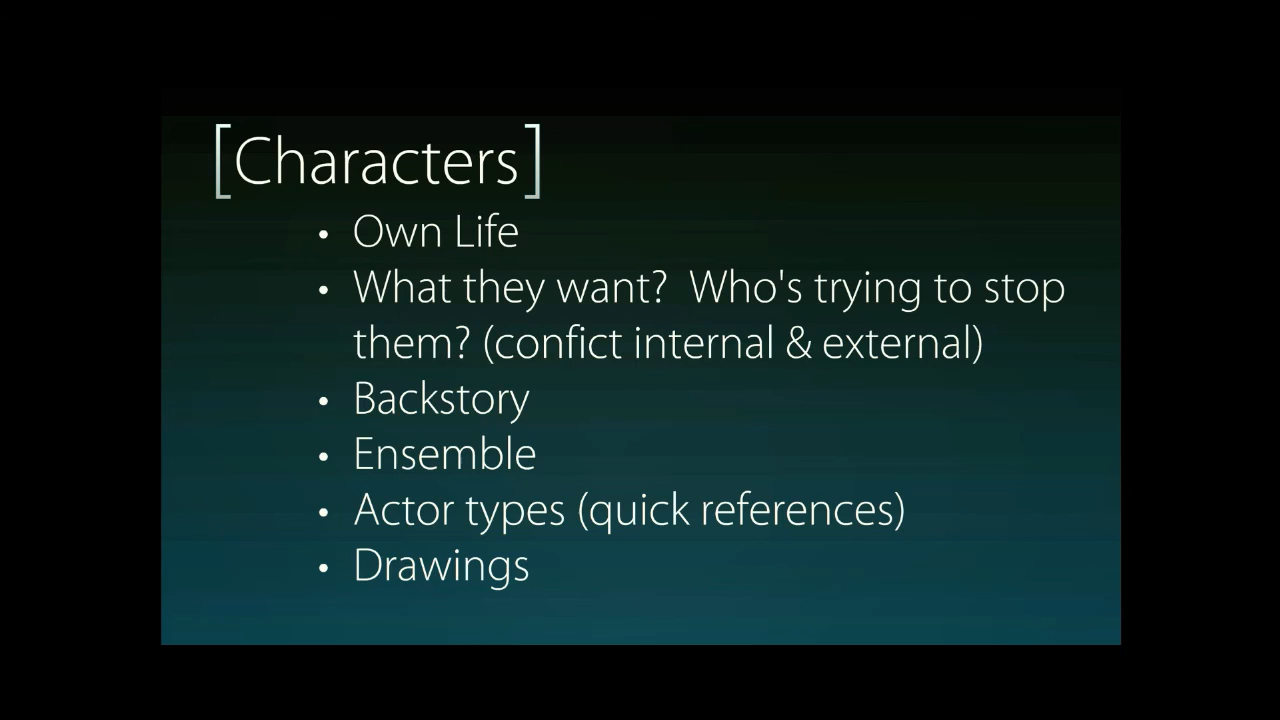 [Characters]
• Own Life
• What they want?  Who's trying to stop
them? (confict internal & external)
• Backstory
• Ensemble
• Actor types (quick references)
• Drawings